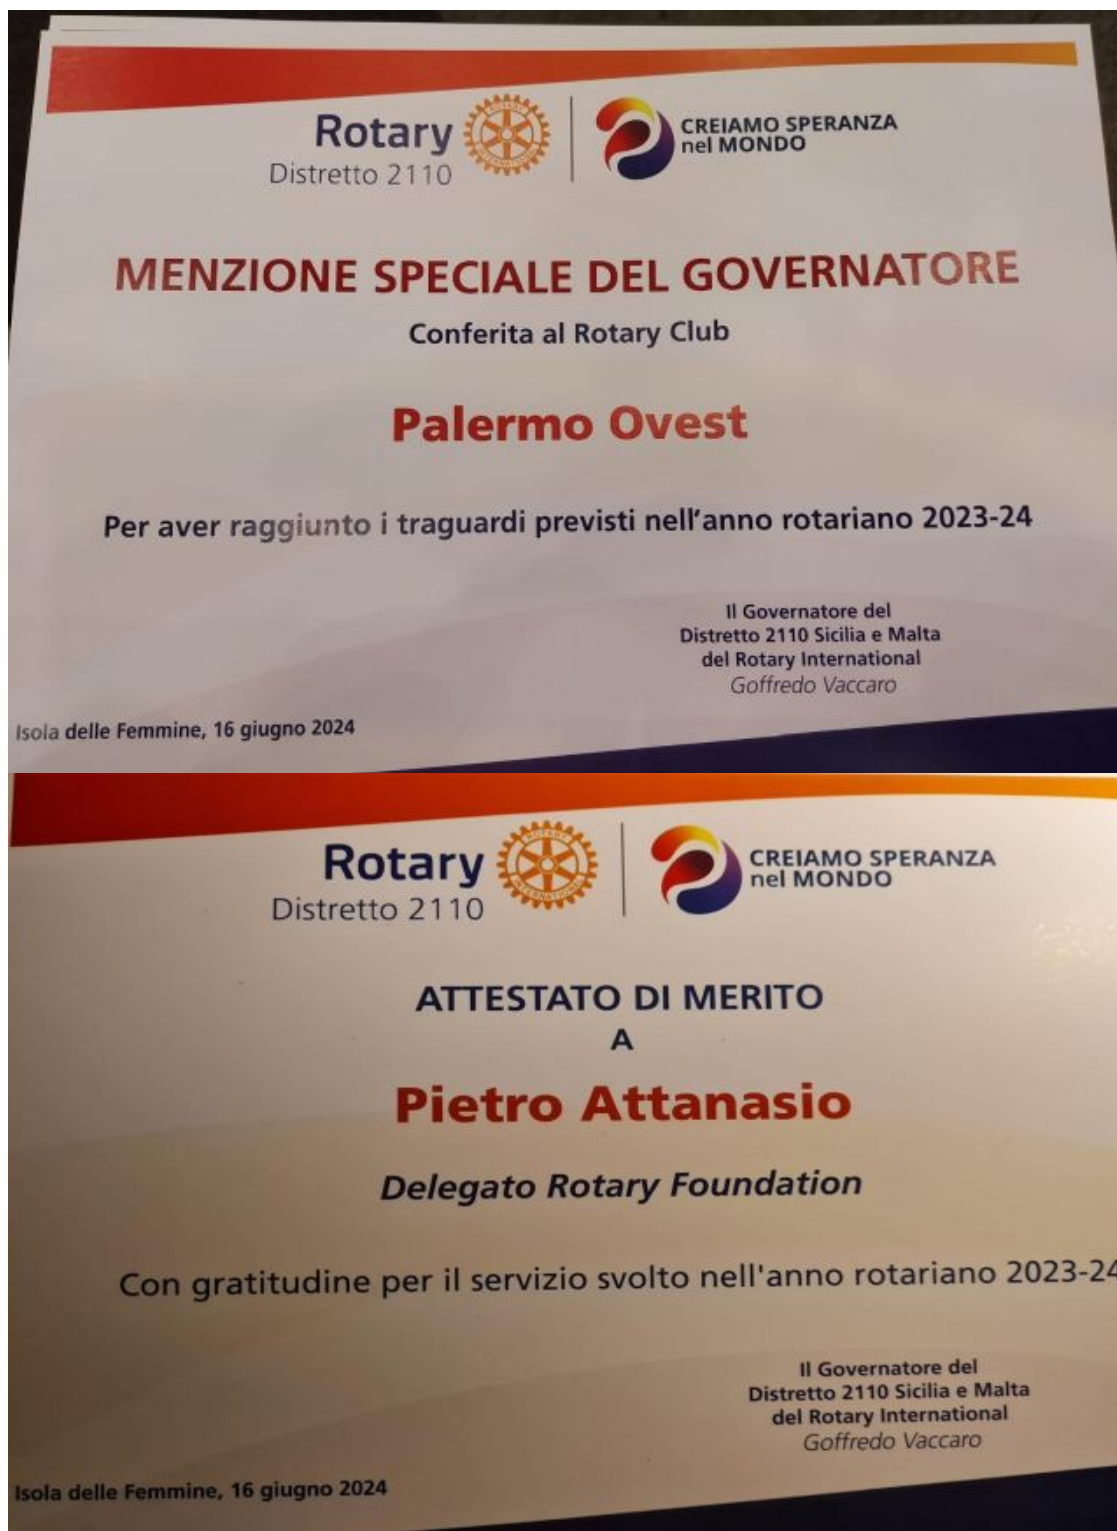 Rotary
Distretto 2110
ROTARY
INTERNATIONAL
CREIAMO SPERANZA
nel MONDO
MENZIONE SPECIALE DEL GOVERNATORE
Conferita al Rotary Club
Palermo Ovest
Per aver raggiunto i traguardi previsti nell'anno rotariano 2023-24
Il Governatore del
Distretto 2110 Sicilia e Malta
del Rotary International
Goffredo Vaccaro
Isola delle Femmine, 16 giugno 2024
Rotary
Distretto 2110
ROTARY
INTERNATIONAL
CREIAMO SPERANZA
nel MONDO
ATTESTATO DI MERITO
A
Pietro Attanasio
Delegato Rotary Foundation
Con gratitudine per il servizio svolto nell'anno rotariano 2023-24
Il Governatore del
Distretto 2110 Sicilia e Malta
del Rotary International
Goffredo Vaccaro
Isola delle Femmine, 16 giugno 2024